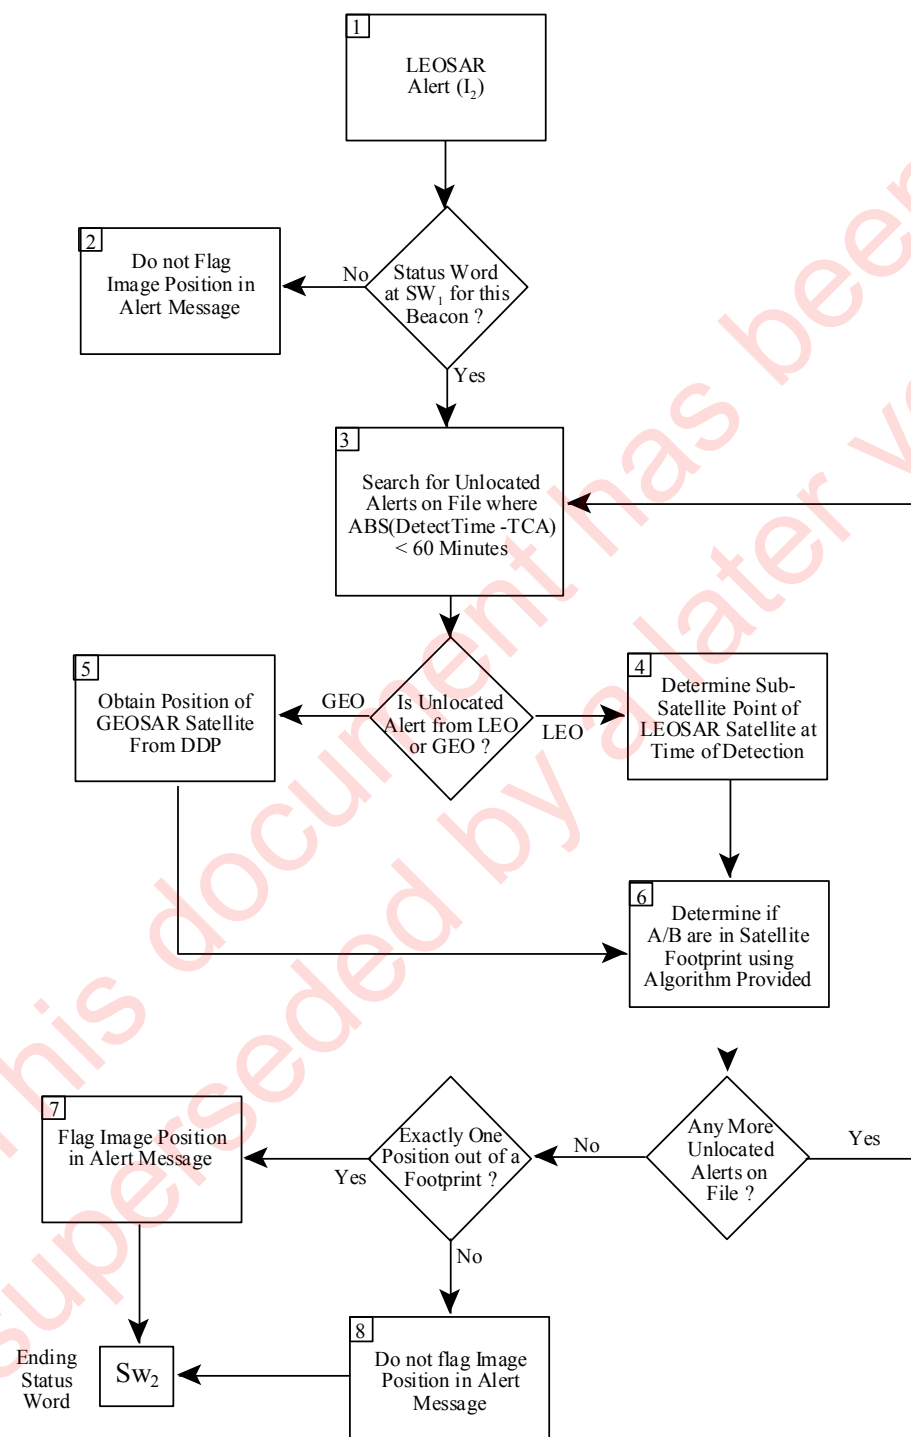 1
LEOSAR
Alert (I2)
2
Do not Flag
Image Position in
Alert Message
No
Status Word
at SW1 for this
Beacon ?
Yes
3
Search for Unlocated
Alerts on File where
ABS(DetectTime -TCA)
< 60 Minutes
5
Obtain Position of
GEOSAR Satellite
From DDP
GEO
Is Unlocated
Alert from LEO
or GEO ?
LEO
4
Determine Sub-
Satellite Point of
LEOSAR Satellite at
Time of Detection
6
Determine if
A/B are in Satellite
Footprint using
Algorithm Provided
7
Flag Image Position
in Alert Message
Yes
Exactly One
Position out of a
Footprint ?
No
Any More
Unlocated
Alerts on
File ?
Yes
No
8
Do not flag Image
Position in Alert
Message
Ending
Status
Word
Sw2
his document has been
superseded by a later ve